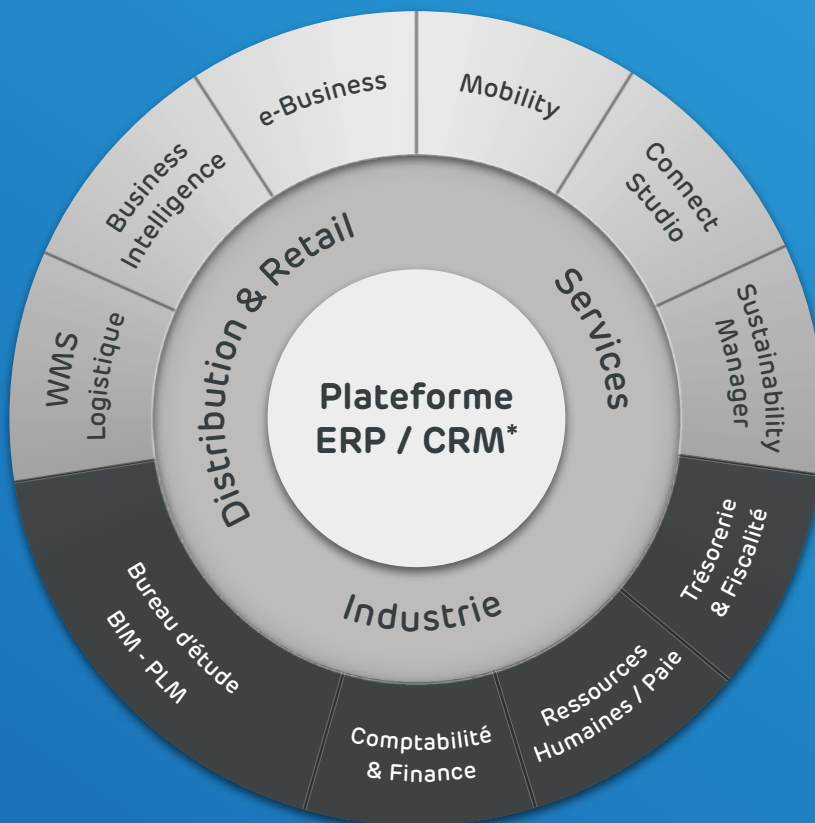 e-Business
Mobility
Connect
Studio
Sustainability
Manager
Trésorerie
& Fiscalité
Ressources
Humaines / Paie
Comptabilité
& Finance
Bureau d'étude
BIM - PLM
WMS
Logistique
Business
Intelligence
Distribution & Retail
Services
Industrie
Plateforme
ERP / CRM*